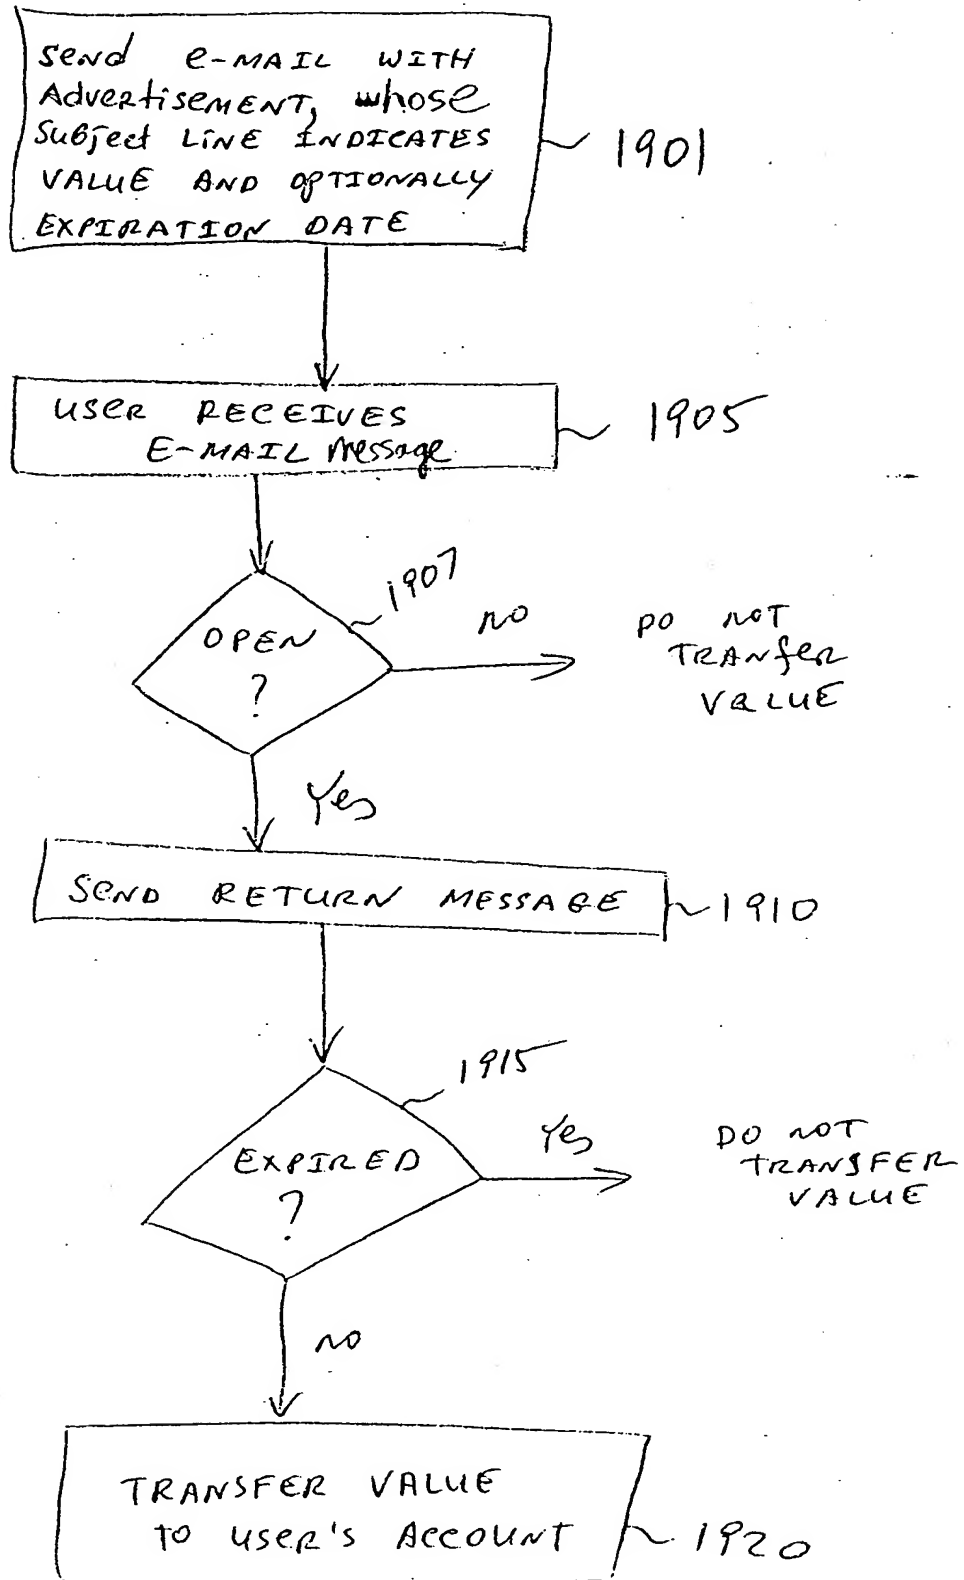 Send e-MAIL WITH
Advertisement, whose
Subject LINE INDICATES
VALUE AND OPTIONALLY
EXPIRATION DATE
1901
USER RECEIVES
E-MAIL Message
1905
1907
OPEN
?
NO
DO NOT
TRANfer
VALUE
Yes
SEND RETURN MESSAGE
1910
1915
EXPIRED
?
Yes
DO NOT
TRANSFER
VALUE
NO
TRANSFER VALUE
TO USER'S ACCOUNT
1920